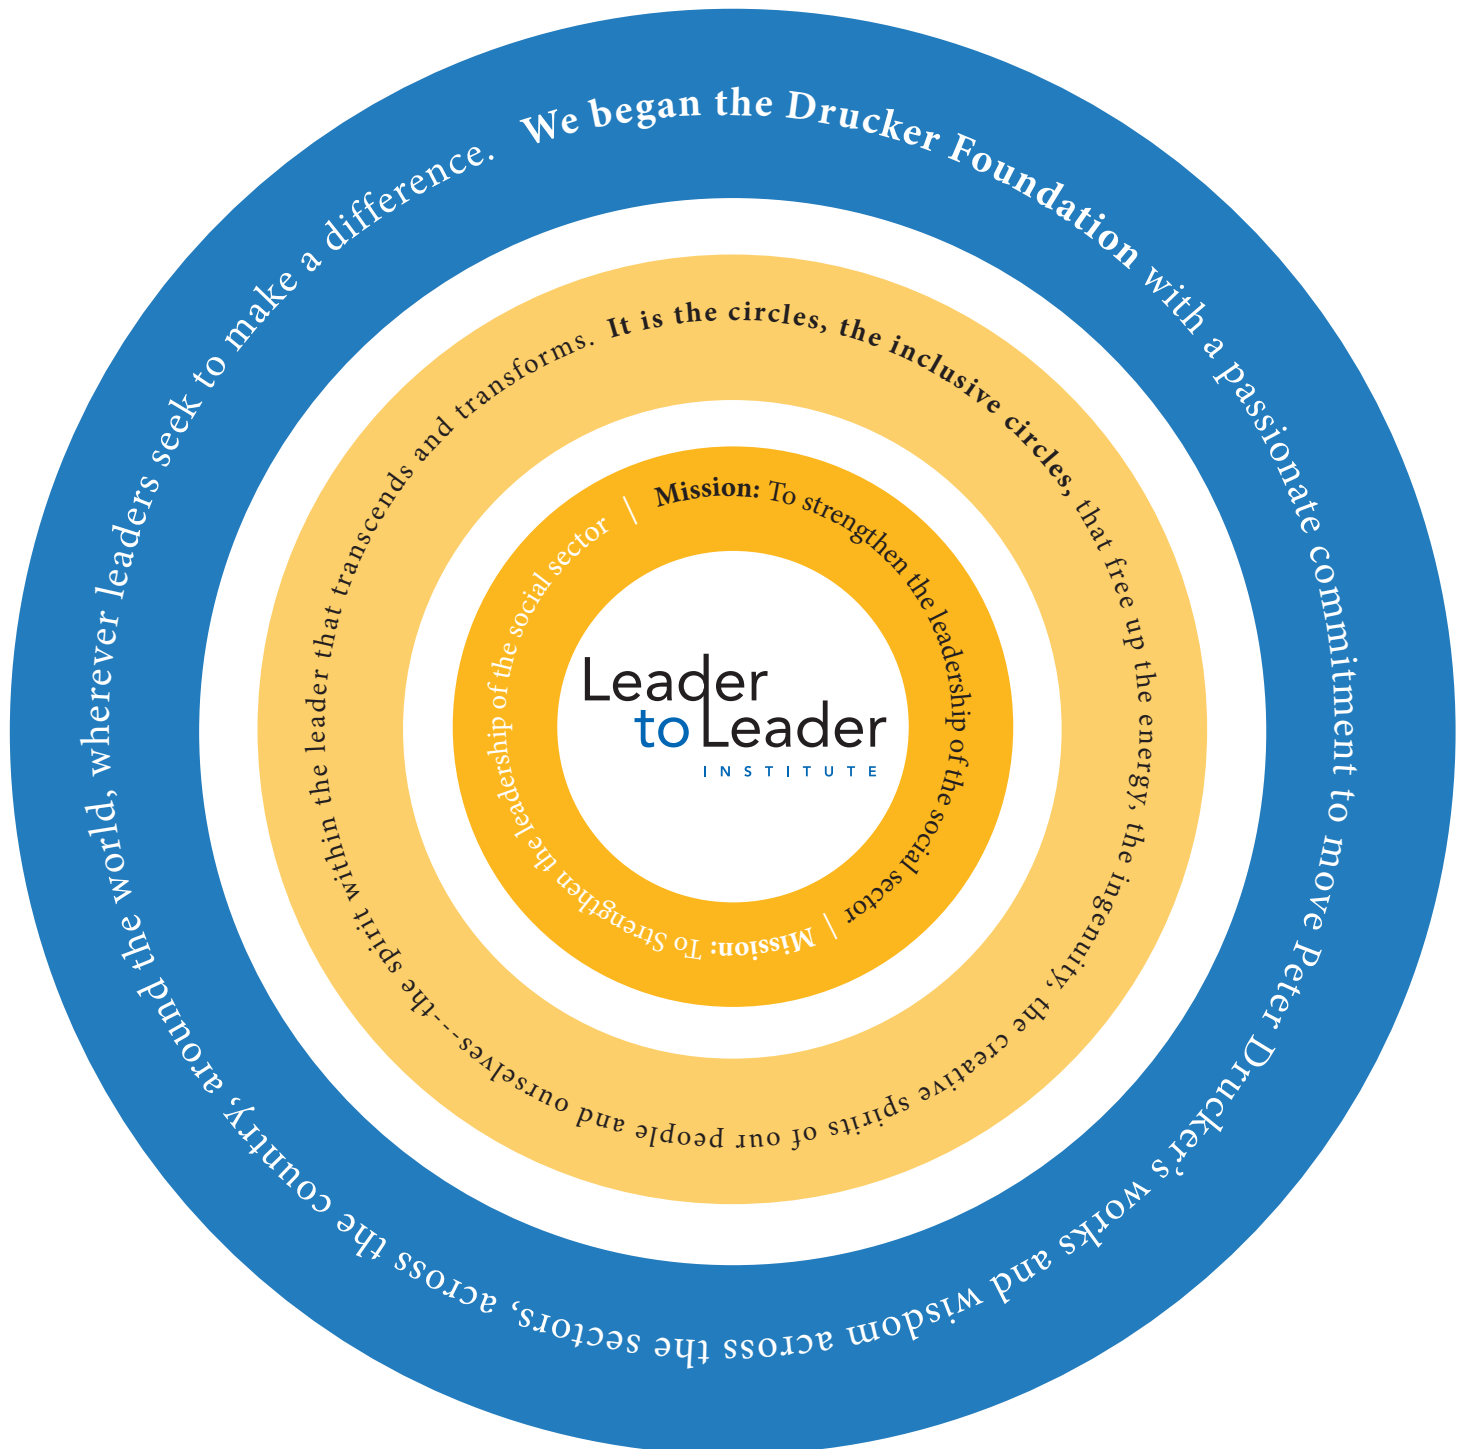 We began the Drucker Foundation with a passionate commitment to move Peter Drucker's works and wisdom across the sectors, across the country, around the world, wherever leaders seek to make a difference.
It is the circles, the inclusive circles, that free up the energy, the ingenuity, the creative spirits of our people and ourselves---the spirit within the leader that transcends and transforms.
Mission: To strengthen the leadership of the social sector |
Mission: To Strengthen the leadership of the social sector |
Leader
to Leader
INSTITUTE